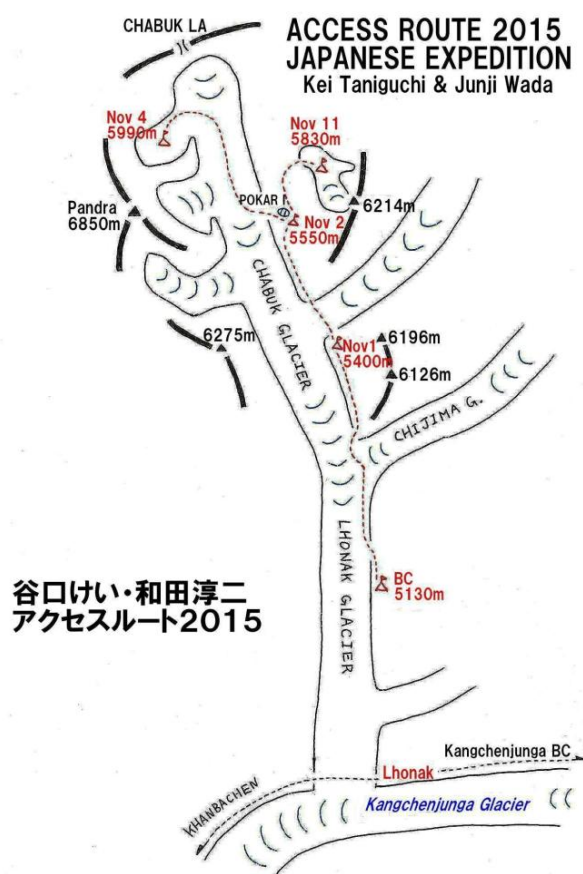 CHABUK LA
ACCESS ROUTE 2015
JAPANESE EXPEDITION
Kei Taniguchi & Junji Wada
Nov 4
5990m
Nov 11
5830m
Pandra
6850m
POKAR
Nov 2
5550m
6214m
CHABUK GLACIER
6275m
Nov1
5400m
6196m
6126m
CHIJIMA G.
LHONAK GLACIER
BC
5130m
谷口けい・和田淳二
アクセスルート2015
Kangchenjunga BC
Lhonak
KHANBACHEN
Kangchenjunga Glacier